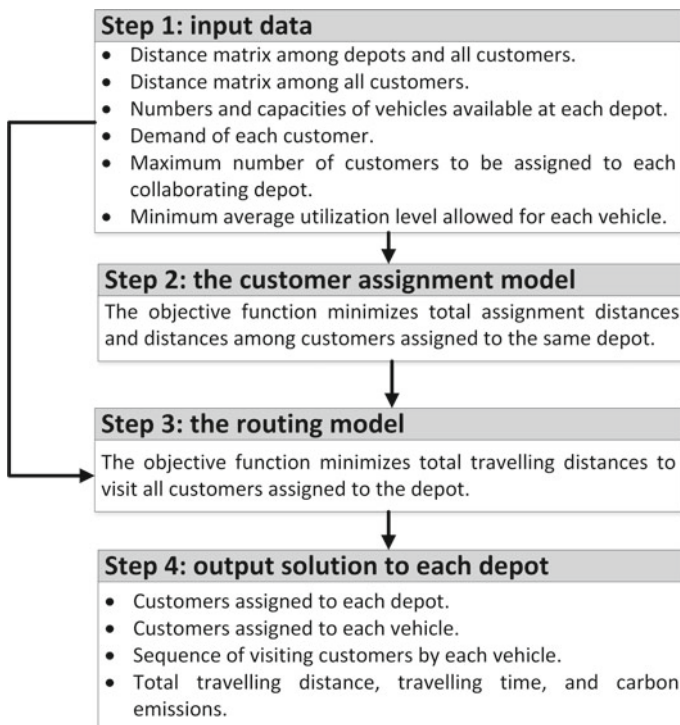 Step 1: input data
• Distance matrix among depots and all customers.
• Distance matrix among all customers.
• Numbers and capacities of vehicles available at each depot.
• Demand of each customer.
• Maximum number of customers to be assigned to each
collaborating depot.
• Minimum average utilization level allowed for each vehicle.
Step 2: the customer assignment model
The objective function minimizes total assignment distances
and distances among customers assigned to the same depot.
Step 3: the routing model
The objective function minimizes total travelling distances to
visit all customers assigned to the depot.
Step 4: output solution to each depot
• Customers assigned to each depot.
• Customers assigned to each vehicle.
• Sequence of visiting customers by each vehicle.
• Total travelling distance, travelling time, and carbon
emissions.